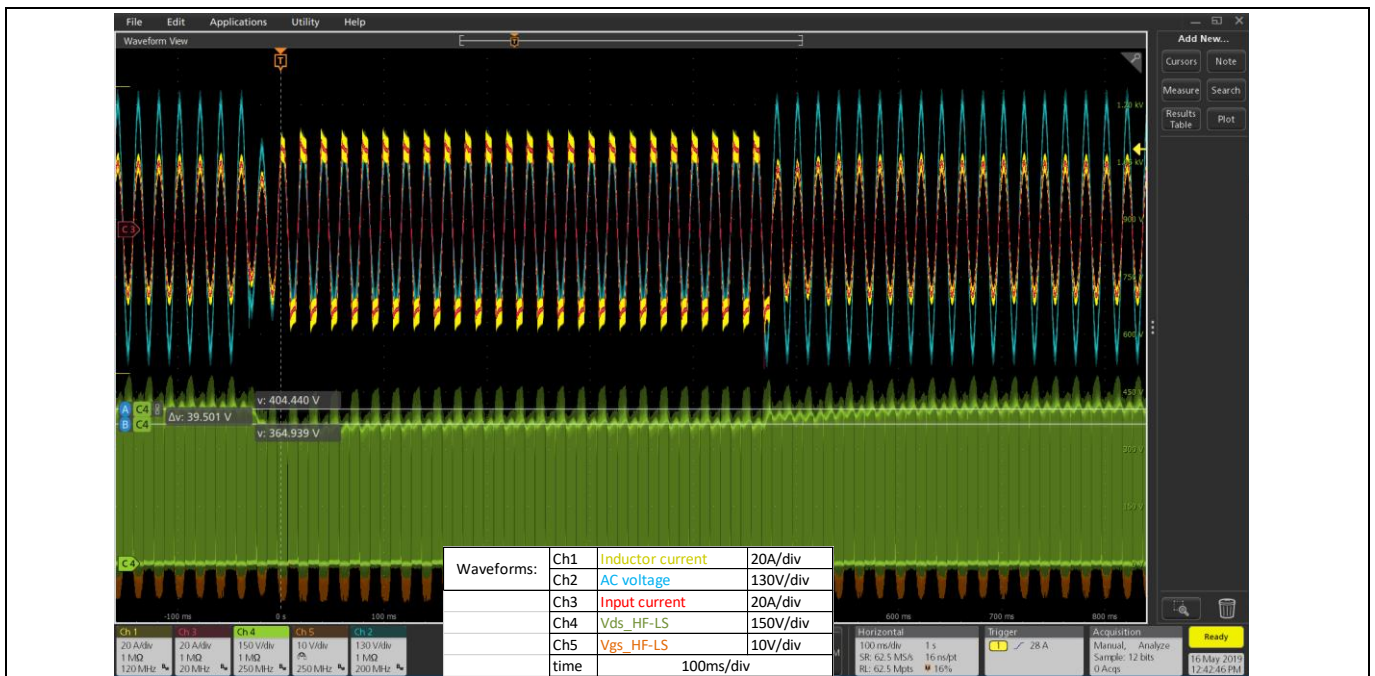 File Edit Applications Utility Help
Waveform View
Add New...
Cursors Note
Measure Search
Results Table Plot
T
T
C3
900 V
750
600
450
300 V
150 V
A C4
B C4
Δv: 39.501 V
v: 404.440 V
v: 364.939 V
C4
-100 ms 0 s 100 ms 600 ms 700 ms 800 ms
Waveforms: Ch1 Inductor current 20A/div
Ch2 AC voltage 130V/div
Ch3 Input current 20A/div
Ch4 Vds_HF-LS 150V/div
Ch5 Vgs_HF-LS 10V/div
time 100ms/div
Ch 1
20 A/div
1 MΩ
120 MHz
Ch 3
20 A/div
1 MΩ
20 MHz
Ch 4
150 V/div
1 MΩ
250 MHz
Ch 5
10 V/div
250 MHz
Ch 2
130 V/div
1 MΩ
200 MHz
Horizontal
100 ms/div 1 s
SR: 62.5 MS/s 16 ns/pt
RL: 62.5 Mpts 16%
Trigger
1 28 A
Acquisition
Manual, Analyze
Sample: 12 bits
0 Acqs
Ready
16 May 2019
12:42:46 PM